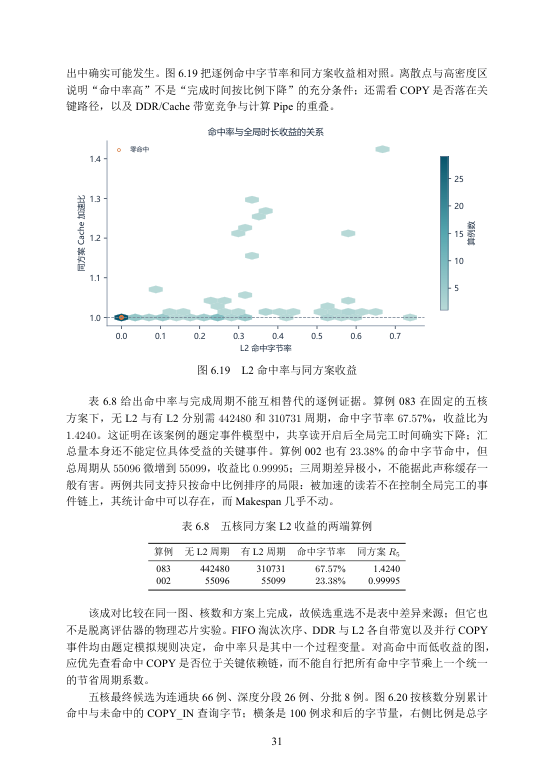 出中确实可能发生。图 6.19 把逐例命中字节率和同方案收益相对照。离散点与高密度区
说明“命中率高”不是“完成时间按比例下降”的充分条件；还需看 COPY 是否落在关
键路径，以及 DDR/Cache 带宽竞争与计算 Pipe 的重叠。
命中率与全局时长收益的关系
零命中
1.4
1.3
1.2
1.1
1.0
同方案 Cache 加速比
0.0 0.1 0.2 0.3 0.4 0.5 0.6 0.7
L2 命中字节率
25
20
15
10
5
算例数
图 6.19 L2 命中率与同方案收益
表 6.8 给出命中率与完成周期不能互相替代的逐例证据。算例 083 在固定的五核
方案下，无 L2 与有 L2 分别需 442480 和 310731 周期，命中字节率 67.57%，收益比为
1.4240。这证明在该案例的题定事件模型中，共享读开启后全局完工时间确实下降；汇
总量本身还不能定位具体受益的关键事件。算例 002 也有 23.38% 的命中字节命中，但
总周期从 55096 微增到 55099，收益比 0.99995；三周期差异极小，不能据此声称缓存一
般有害。两例共同支持只按命中比例排序的局限：被加速的读若不在控制全局完工的事
件链上，其统计命中可以存在，而 Makespan 几乎不动。
表 6.8 五核同方案 L2 收益的两端算例
算例 无 L2 周期 有 L2 周期 命中字节率 同方案 R5
083 442480 310731 67.57% 1.4240
002 55096 55099 23.38% 0.99995
该成对比较在同一图、核数和方案上完成，故候选重选不是表中差异来源；但它也
不是脱离评估器的物理芯片实验。FIFO 淘汰次序、DDR 与 L2 各自带宽以及并行 COPY
事件均由题定模拟规则决定，命中率只是其中一个过程变量。对高命中而低收益的图，
应优先查看命中 COPY 是否位于关键依赖链，而不能自行把所有命中字节乘上一个统一
的节省周期系数。
五核最终候选为连通块 66 例、深度分段 26 例、分批 8 例。图 6.20 按核数分别累计
命中与未命中的 COPY_IN 查询字节；横条是 100 例求和后的字节量，右侧比例是总字
31